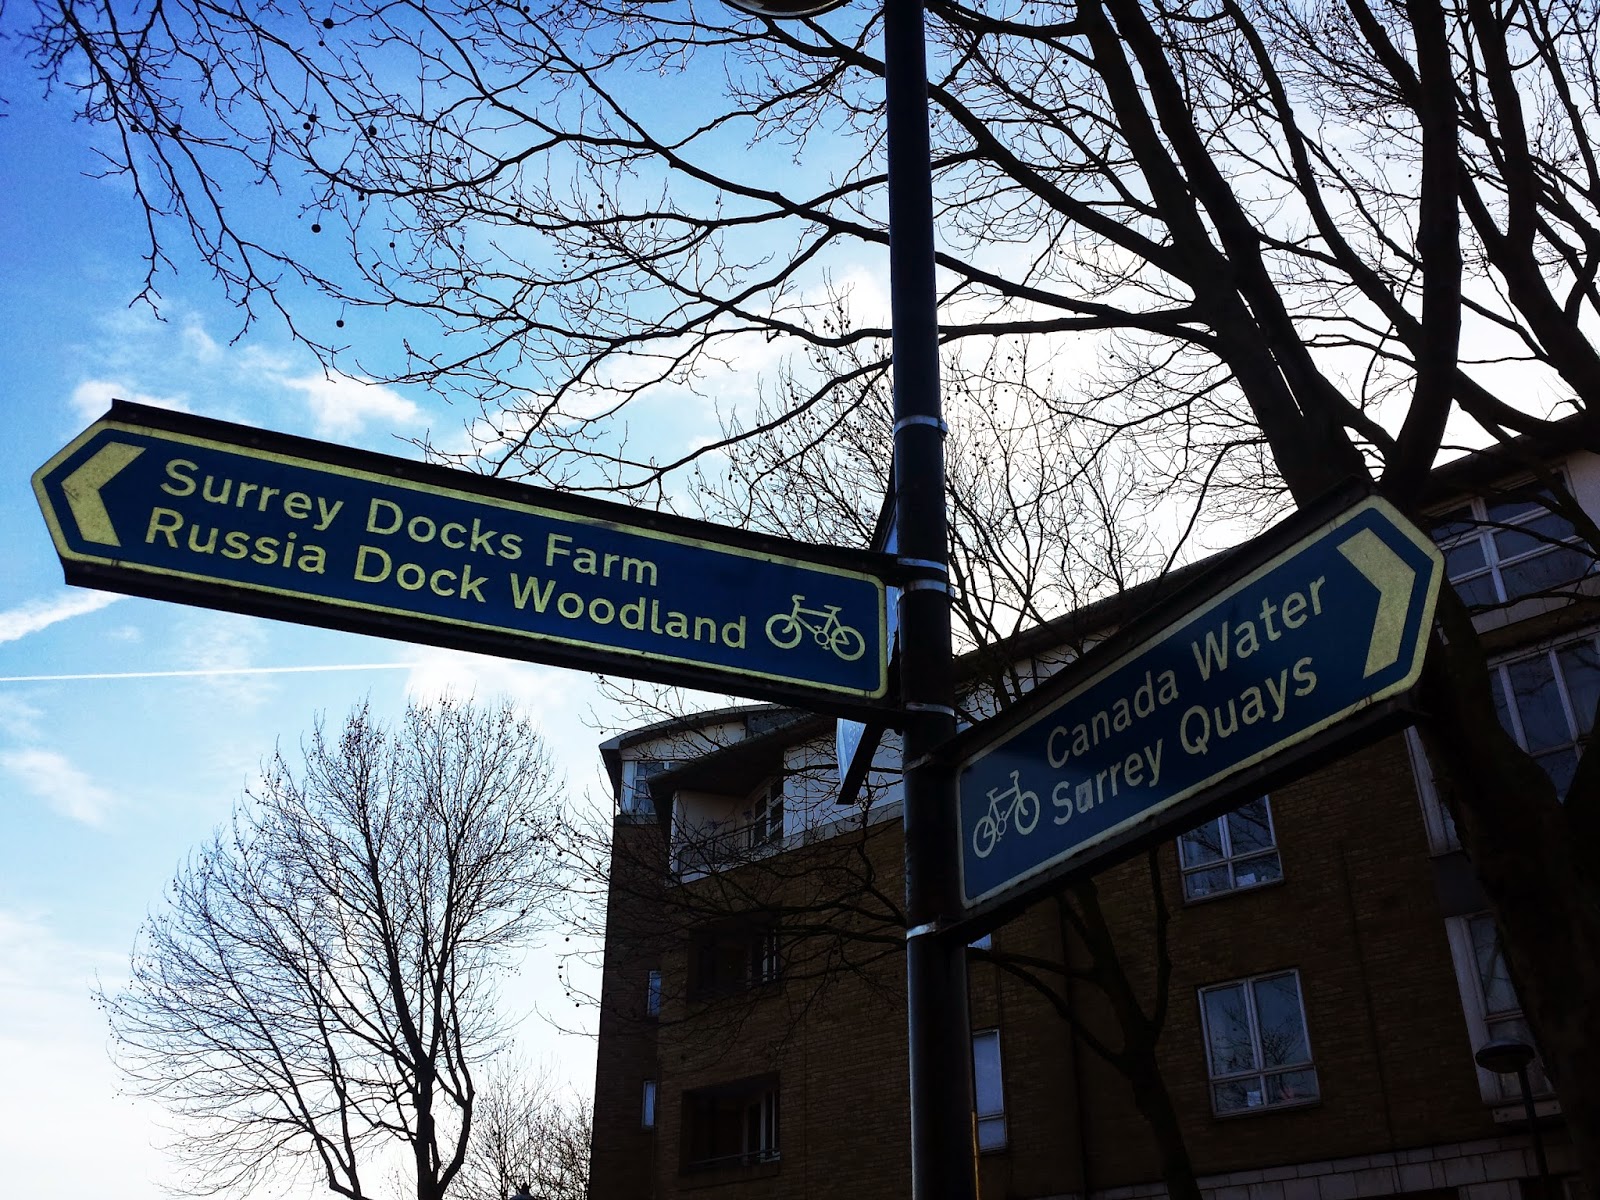 Surrey Docks Farm
Russia Dock Woodland
Canada Water
Surrey Quays